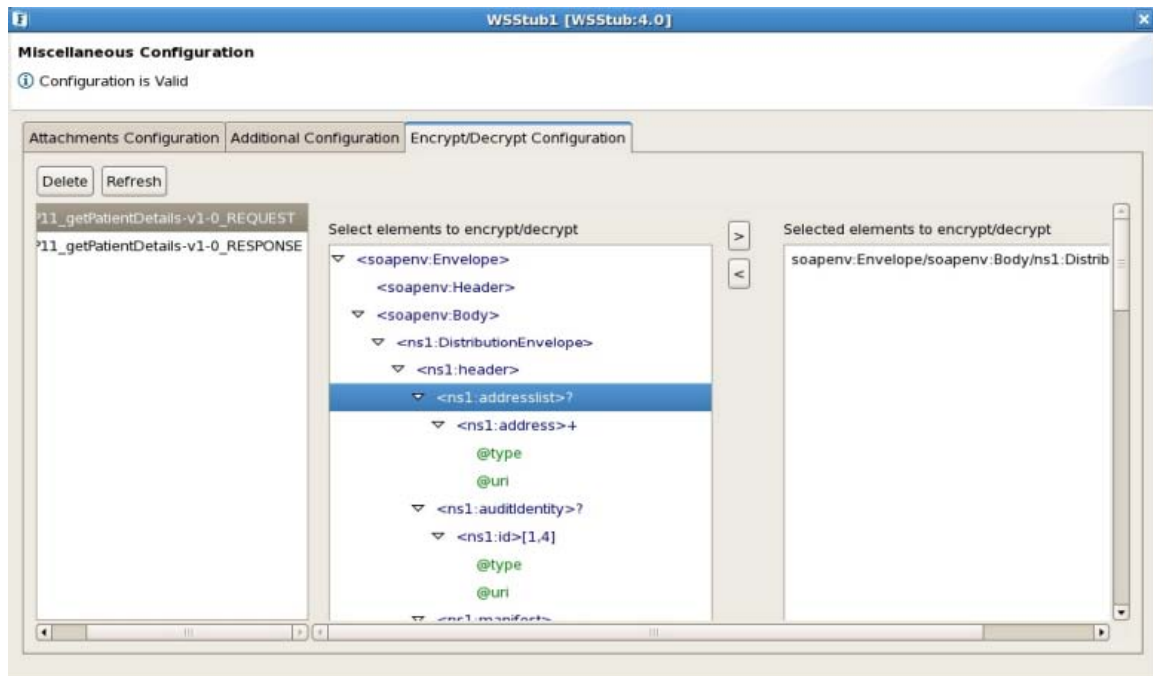 WSStub1 [WSStub:4.0]
Miscellaneous Configuration
Configuration is Valid
Attachments Configuration Additional Configuration Encrypt/Decrypt Configuration
Delete Refresh
11_getPatientDetails-v1-0_REQUEST
11_getPatientDetails-v1-0_RESPONSE
Select elements to encrypt/decrypt
<soapenv:Envelope>
<soapenv:Header>
<soapenv:Body>
<ns1:DistributionEnvelope>
<ns1:header>
<ns1:addresslist>?
<ns1:address>+
@type
@uri
<ns1:auditIdentity>?
<ns1:id>[1,4]
@type
@uri
<ns1:manifest>
>
<
Selected elements to encrypt/decrypt
soapenv:Envelope/soapenv:Body/ns1:Distrib